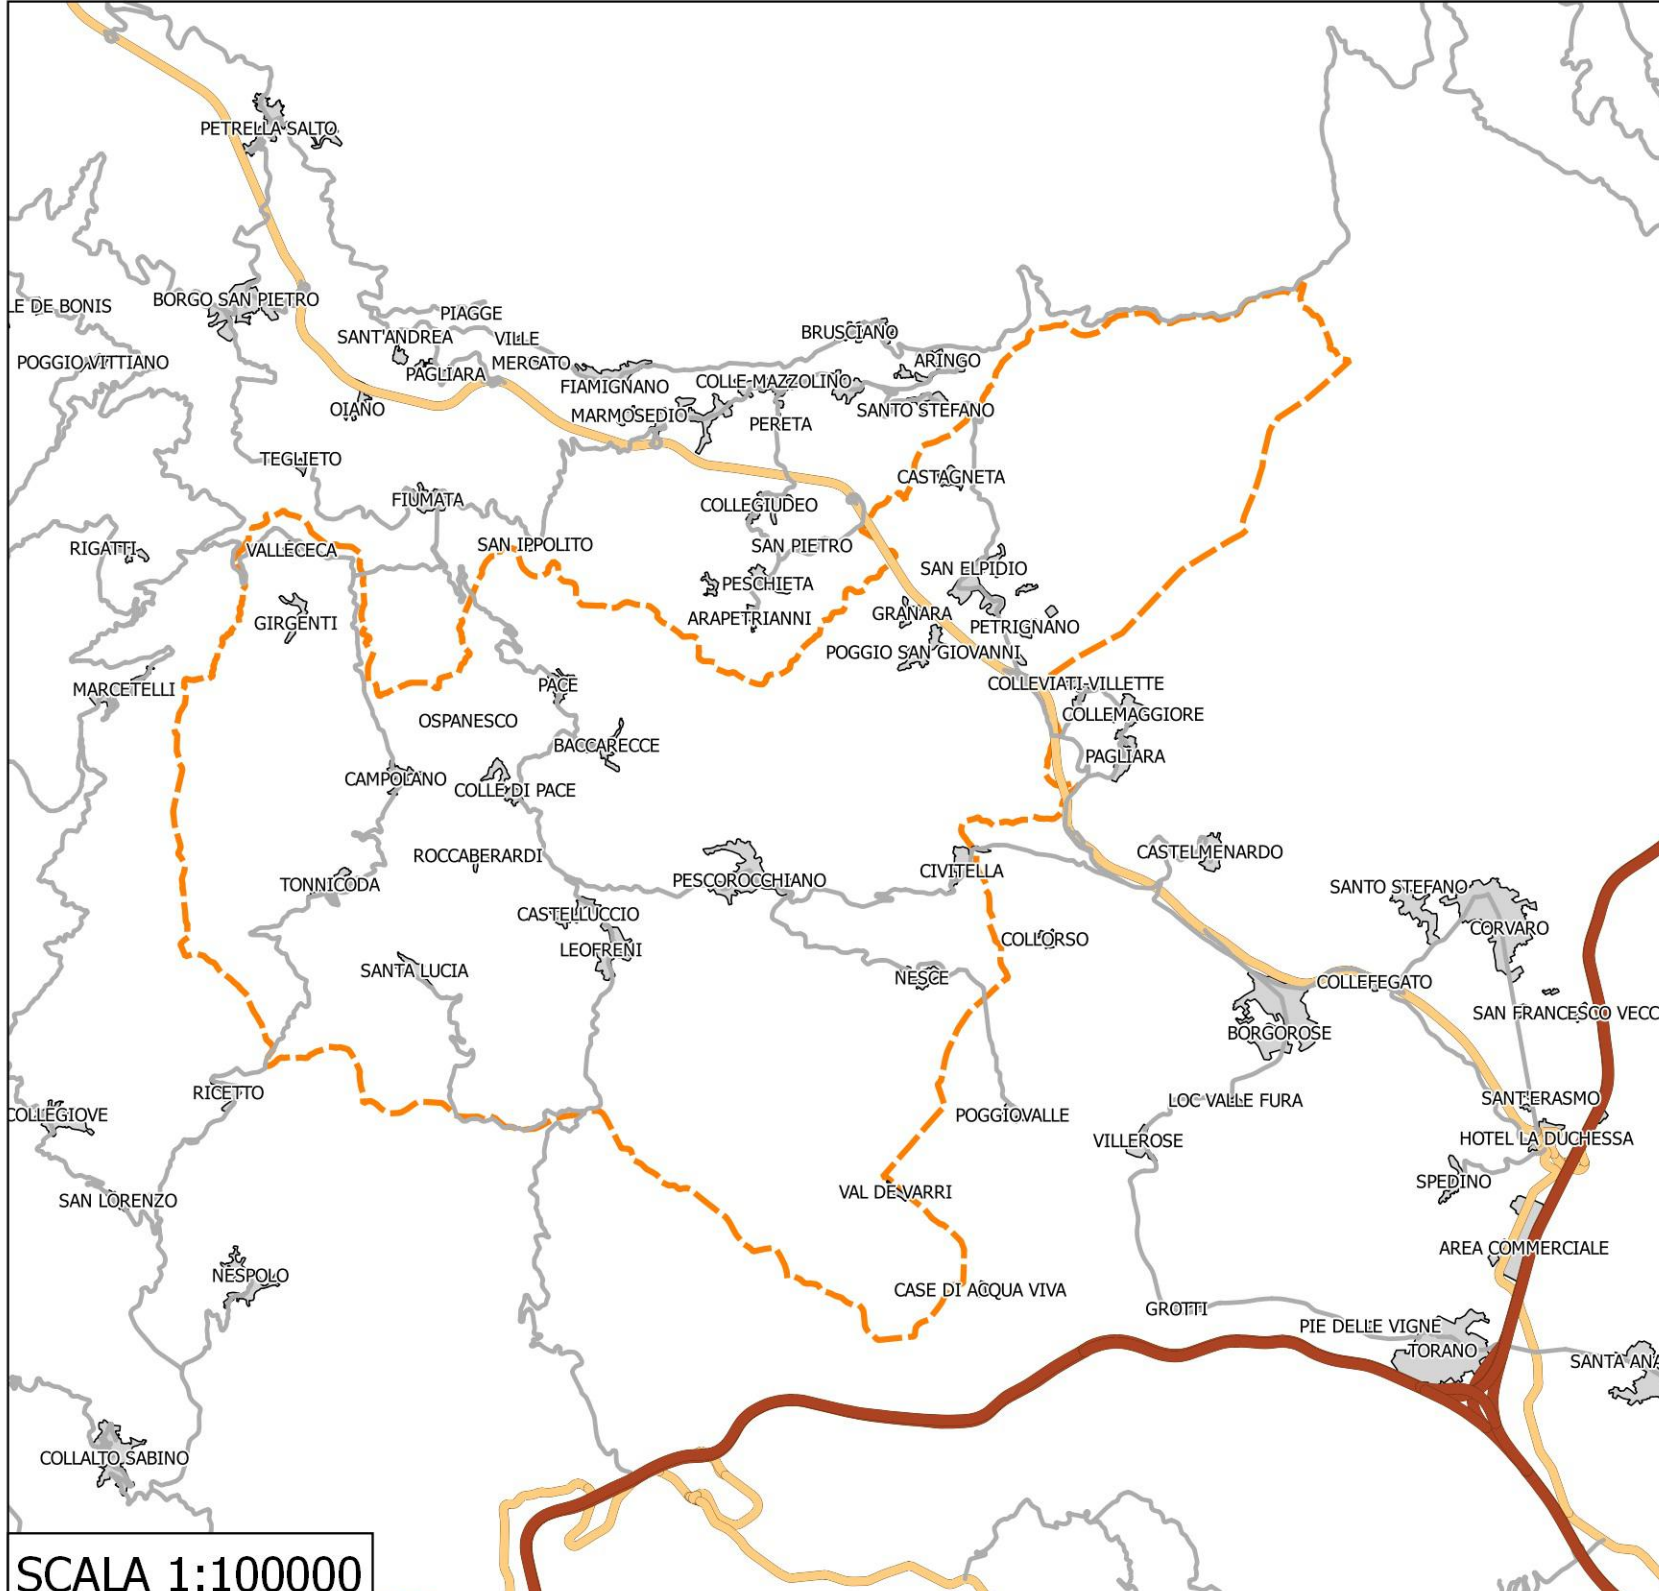 PETRELLA SALTO
LE DE BONIS
BORGO SAN PIETRO
PIAGGE
SANT'ANDREA
VILLE
BRUSCIANO
POGGIO VITTIANO
MERCATO
ARINGO
PAGLIARA
FIAMIGNANO
COLLE MAZZOLINO
OIANO
MARMOSEDIO
SANTO STEFANO
PERETA
TEGLIETO
CASTAGNETA
FIUMATA
COLLEGIUDEO
RIGATTI
VALLECECA
SAN IPPOLITO
SAN PIETRO
SAN ELPIDIO
PESCHIETA
GIRGENTI
ARAPETRIANNI
GRANARA
PETRIGNANO
POGGIO SAN GIOVANNI
MARCETELLI
PACE
COLLEVIATI-VILLETTE
OSPANESCO
COLLEMAGGIORE
BACCARECCE
PAGLIARA
CAMPOLANO
COLLE DI PACE
ROCCABERARDI
CASTELMENARDO
CIVITELLA
TONNICODA
PESCOROCCHIANO
SANTO STEFANO
CASTELLUCCIO
CORVARO
LEOFRENI
COLLORSO
SANTA LUCIA
NESCE
COLLEFEGATO
SAN FRANCESCO VECC
BORGOROSE
RICETTO
SANT'ERASMO
LOC VALLE FURA
COLLEGIOVE
POGGIOVALLE
VILLEROSE
HOTEL LA DUCHESSA
SPEDINO
VAL DE VARRI
SAN LORENZO
AREA COMMERCIALE
NESPOLO
CASE DI ACQUA VIVA
GROTTI
PIE DELLE VIGNE
TORANO
SANTA ANA
COLLALTO SABINO
SCALA 1:100000